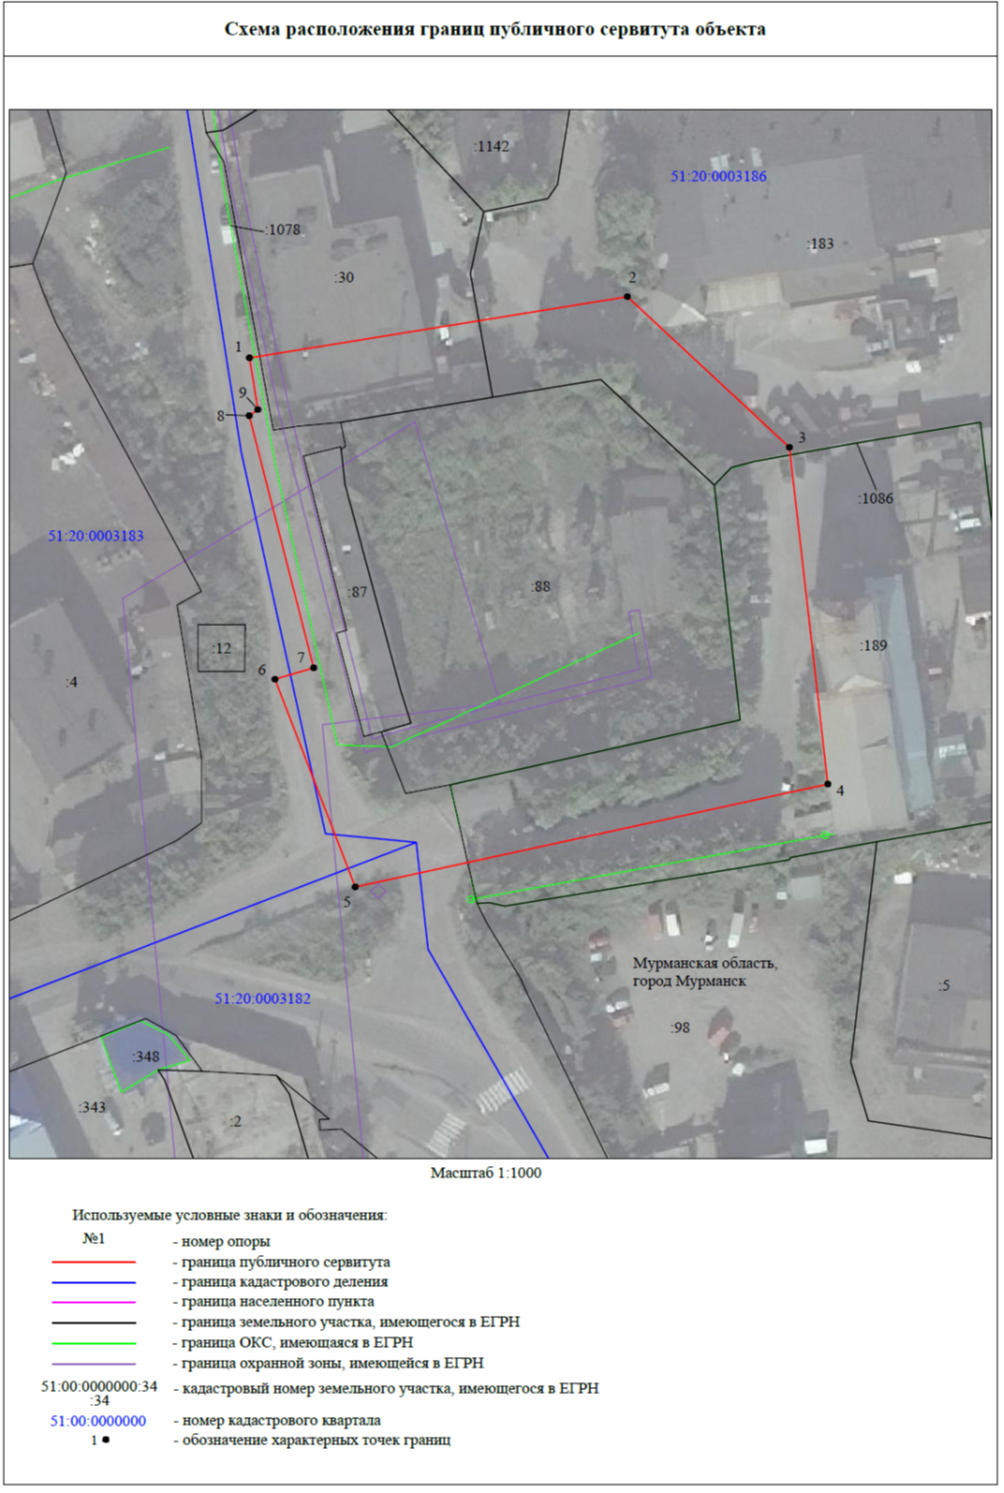 Схема расположения границ публичного сервитута объекта
:1142
51:20:0003186
:1078
:183
:30
2
1
9
8
3
:1086
51:20:0003183
:87
:88
:12
7
6
:189
:4
4
5
Мурманская область,
город Мурманск
51:20:0003182
:5
:98
:348
:343
:2
Масштаб 1:1000
Используемые условные знаки и обозначения:
№1 - номер опоры
- граница публичного сервитута
- граница кадастрового деления
- граница населенного пункта
- граница земельного участка, имеющегося в ЕГРН
- граница ОКС, имеющаяся в ЕГРН
- граница охранной зоны, имеющейся в ЕГРН
51:00:0000000:34 - кадастровый номер земельного участка, имеющегося в ЕГРН
:34
51:00:0000000 - номер кадастрового квартала
1 - обозначение характерных точек границ